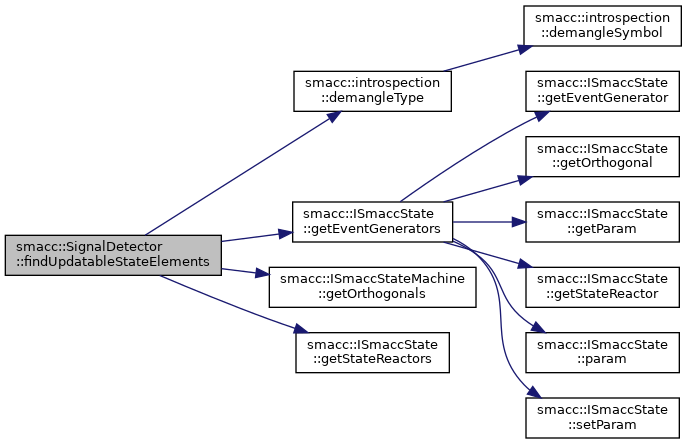 smacc::SignalDetector
::findUpdatableStateElements
smacc::introspection
::demangleType
smacc::introspection
::demangleSymbol
smacc::ISmaccState
::getEventGenerators
smacc::ISmaccState
::getEventGenerator
smacc::ISmaccState
::getOrthogonal
smacc::ISmaccState
::getParam
smacc::ISmaccState
::getStateReactor
smacc::ISmaccState
::param
smacc::ISmaccState
::setParam
smacc::ISmaccStateMachine
::getOrthogonals
smacc::ISmaccState
::getStateReactors